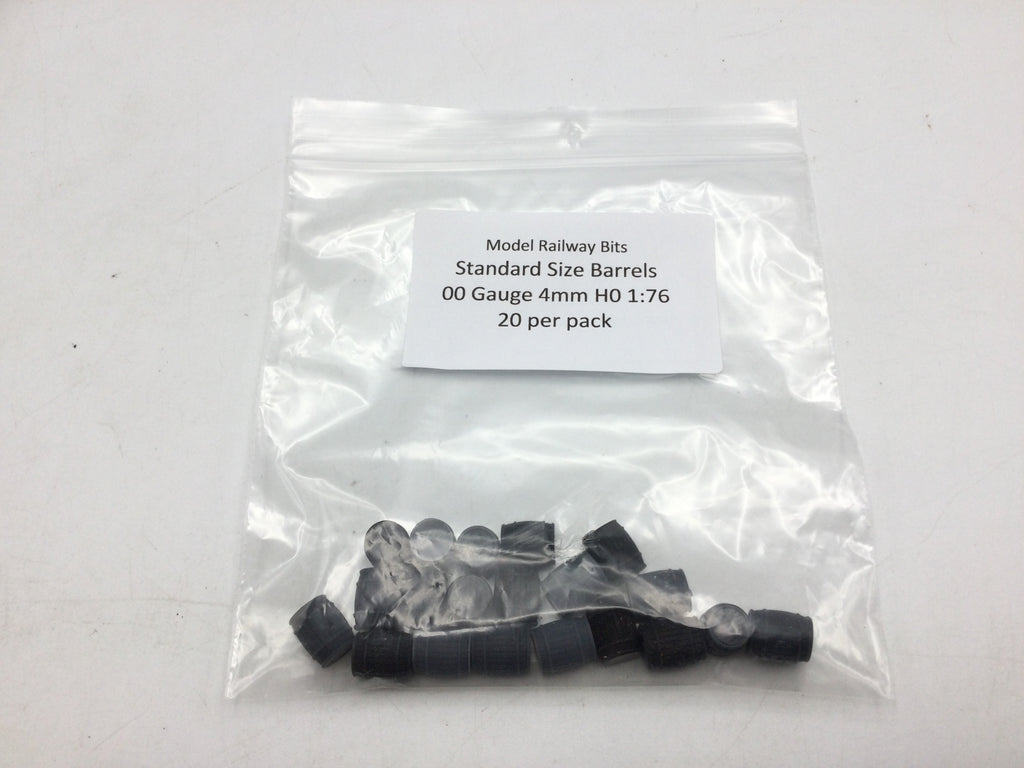 Model Railway Bits
Standard Size Barrels
00 Gauge 4mm H0 1:76
20 per pack